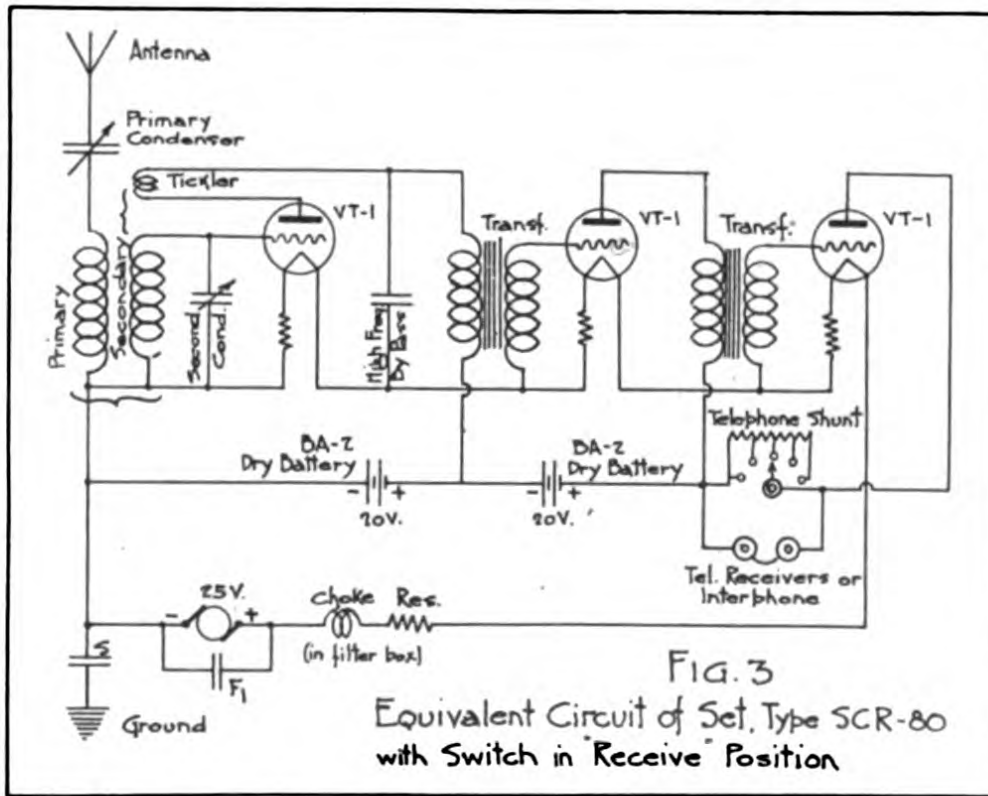 Antenna
Primary
Condenser
Tickler
VT-1
Transf.
VT-1
Transf.
VT-1
Primary
Secondary
Second.
Cond.
High Freq
By Pass.
BA-2
Dry Battery
- +
20V.
BA-2
Dry Battery
- +
20V.
Telephone Shunt
Tel. Receivers or
Interphone
25V.
- +
Choke Res.
(in filter box)
F1
S
Ground
FIG. 3
Equivalent Circuit of Set, Type SCR-80
with Switch in "Receive" Position